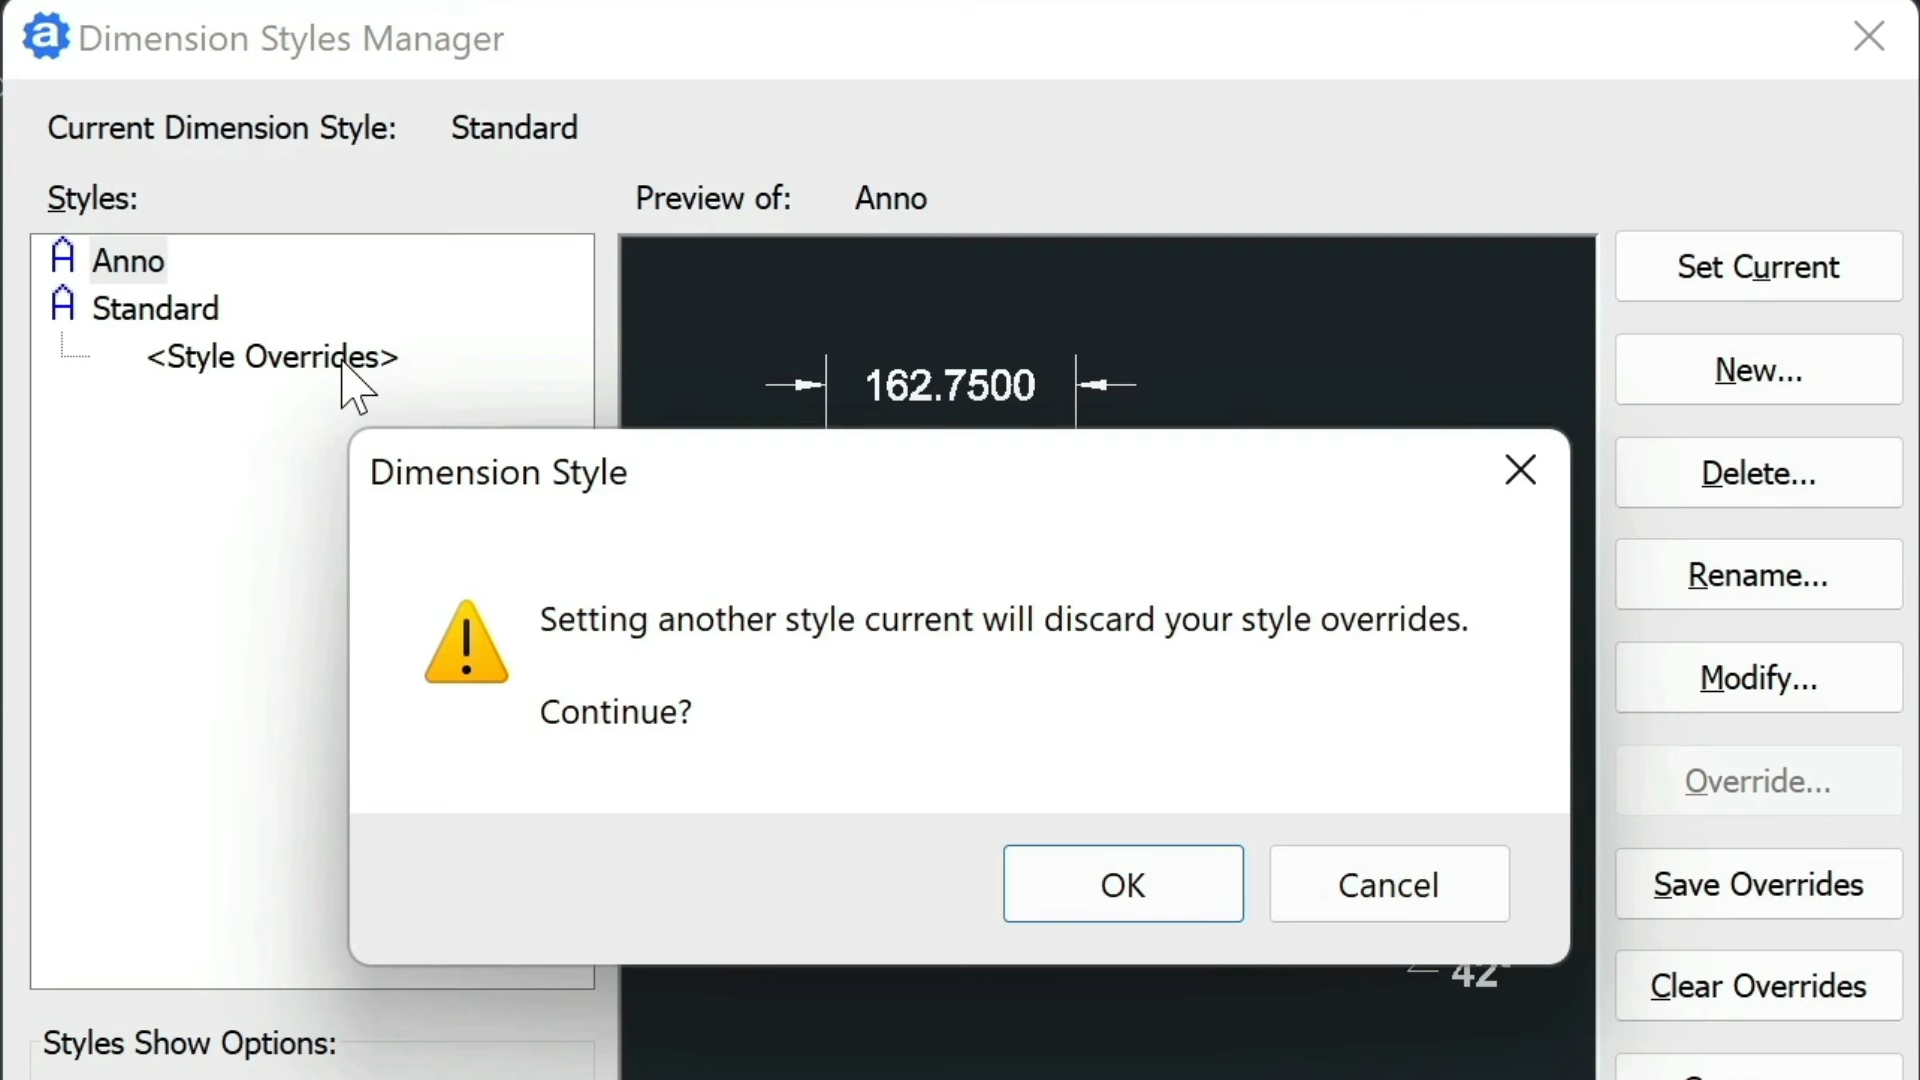 Dimension Styles Manager
Current Dimension Style: Standard
Styles:
Preview of: Anno
Anno
Standard
<Style Overrides>
162.7500
Set Current
New...
Delete...
Rename...
Modify...
Override...
Save Overrides
Clear Overrides
Dimension Style
Setting another style current will discard your style overrides.
Continue?
OK
Cancel
42°
Styles Show Options: